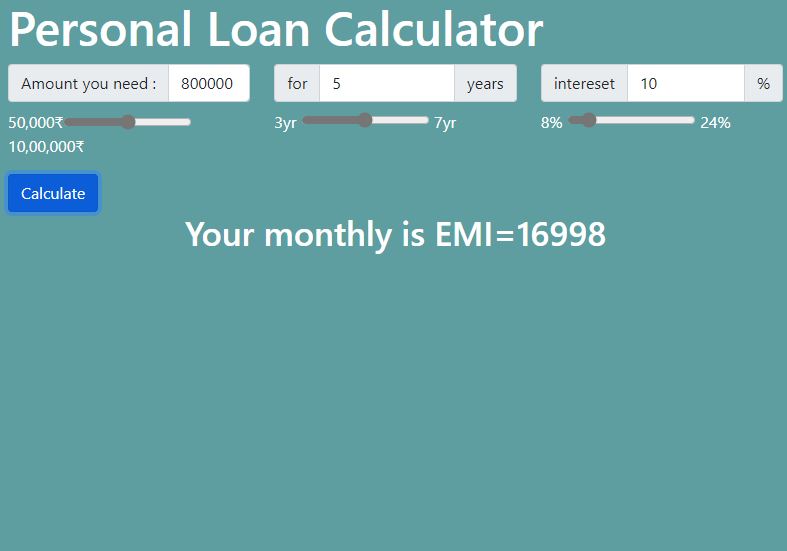 Personal Loan Calculator
Amount you need : 800000 for 5 years intereset 10 %
50,000₹ 3yr 7yr 8% 24%
10,00,000₹
Calculate
Your monthly is EMI=16998